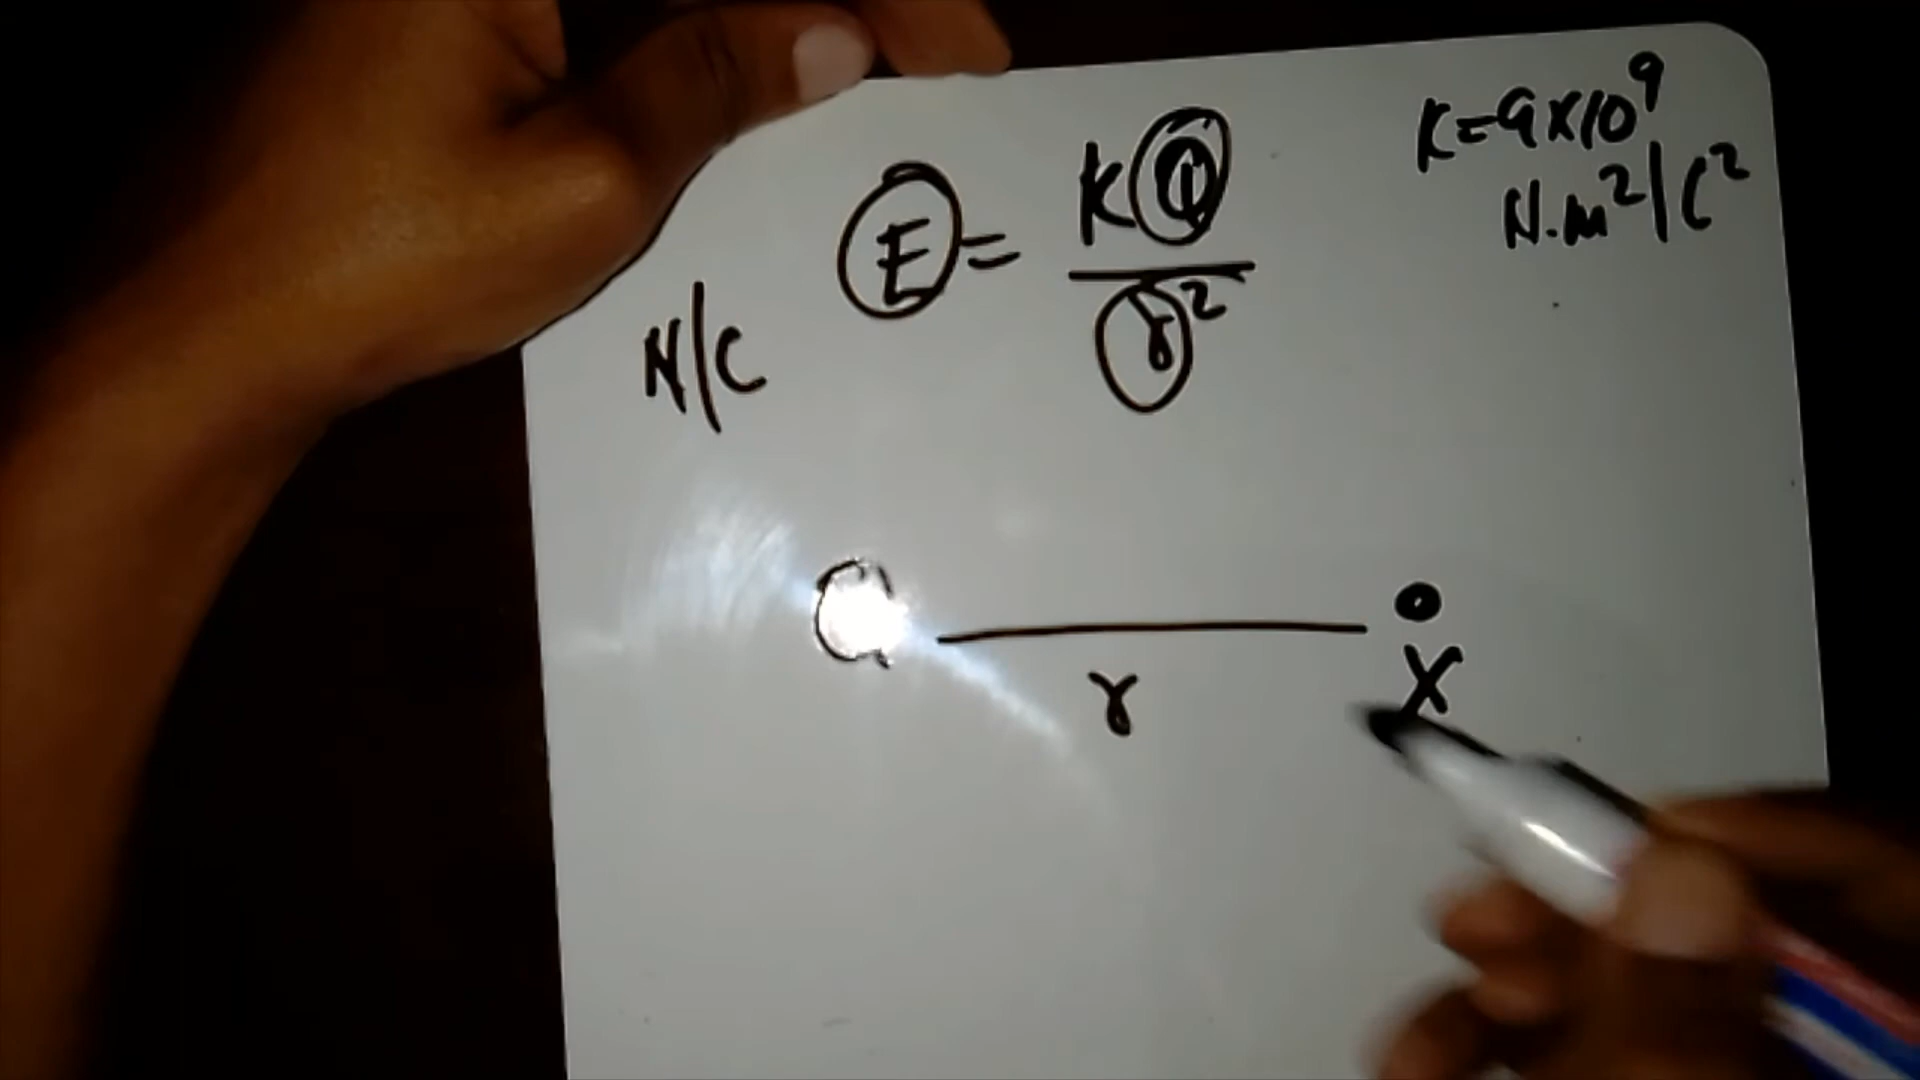 K=9×10⁹
N.m²/C²
E = KQ/r²
N/C
r
X